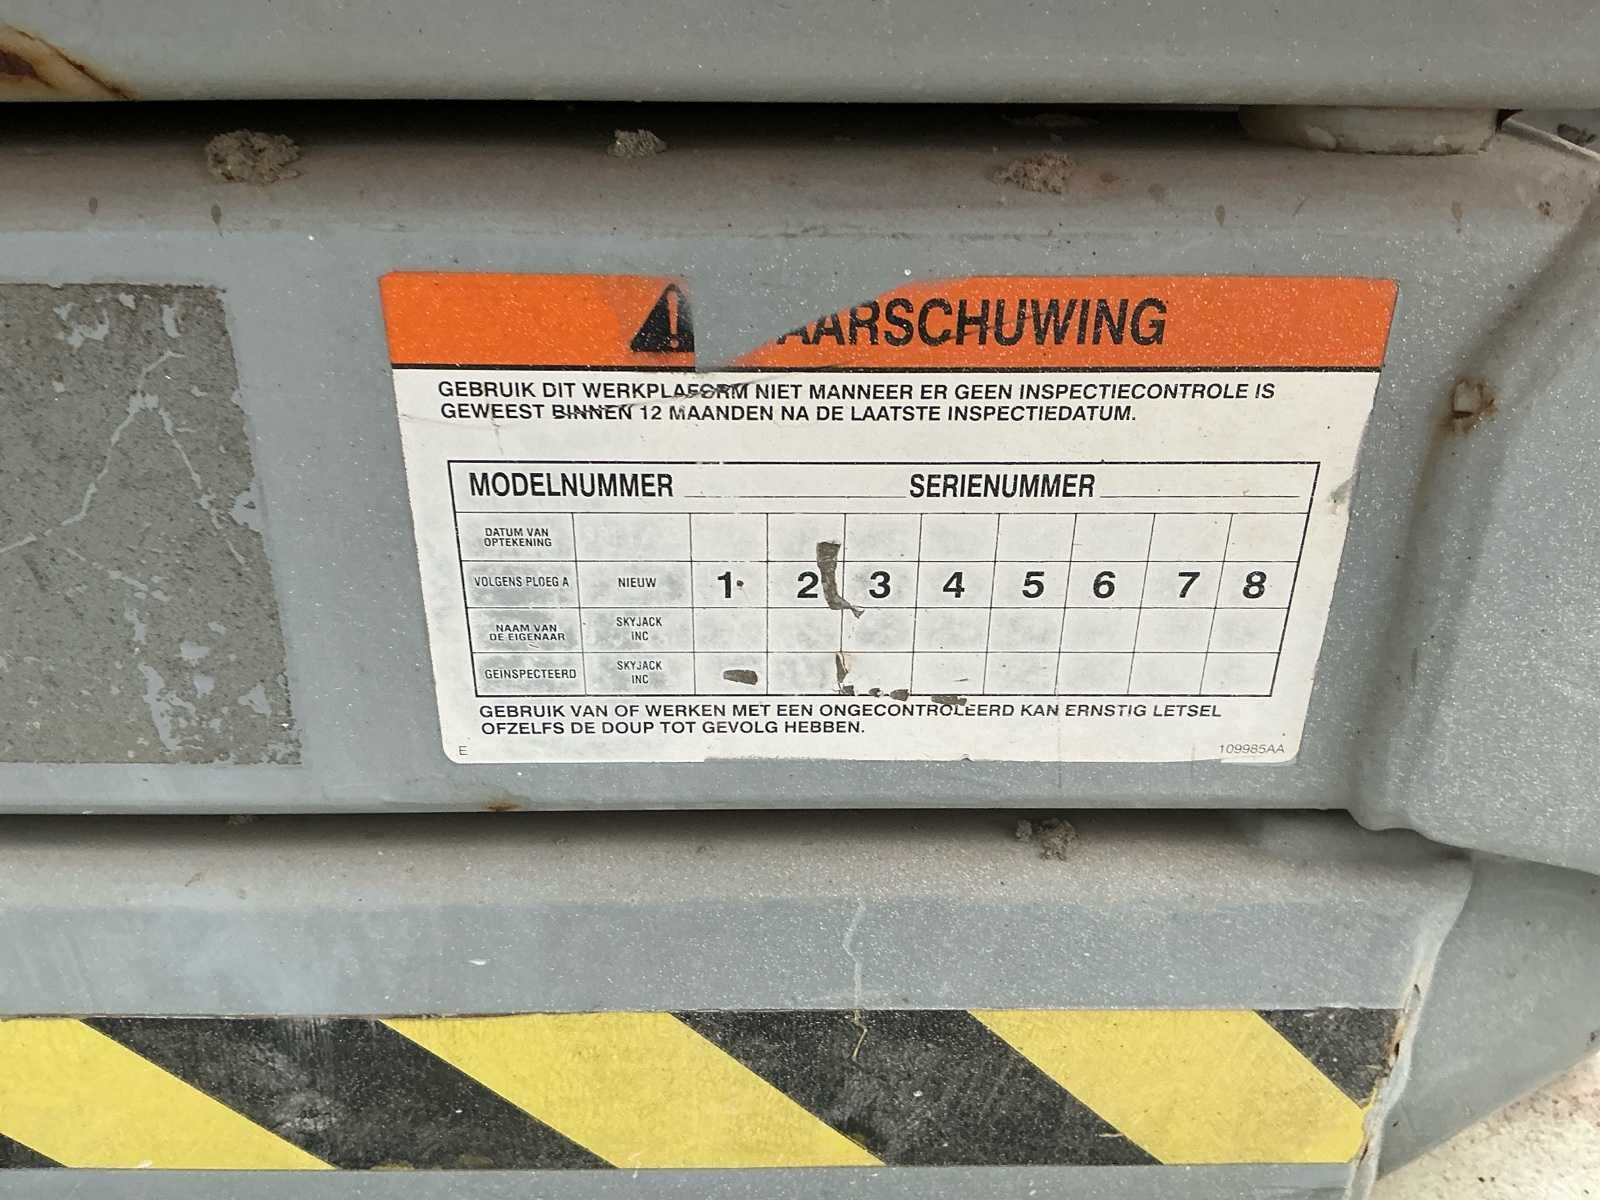 AARSCHUWING
GEBRUIK DIT WERKPLAFORM NIET MANNEER ER GEEN INSPECTIECONTROLE IS
GEWEEST BINNEN 12 MAANDEN NA DE LAATSTE INSPECTIEDATUM.
MODELNUMMER SERIENUMMER
DATUM VAN
OPTEKENING
VOLGENS PLOEG A NIEUW 1 2 3 4 5 6 7 8
NAAM VAN
DE EIGENAAR
SKYJACK
INC
GEINSPECTEERD
SKYJACK
INC
GEBRUIK VAN OF WERKEN MET EEN ONGECONTROLEERD KAN ERNSTIG LETSEL
OFZELFS DE DOUP TOT GEVOLG HEBBEN.
E 109985AA